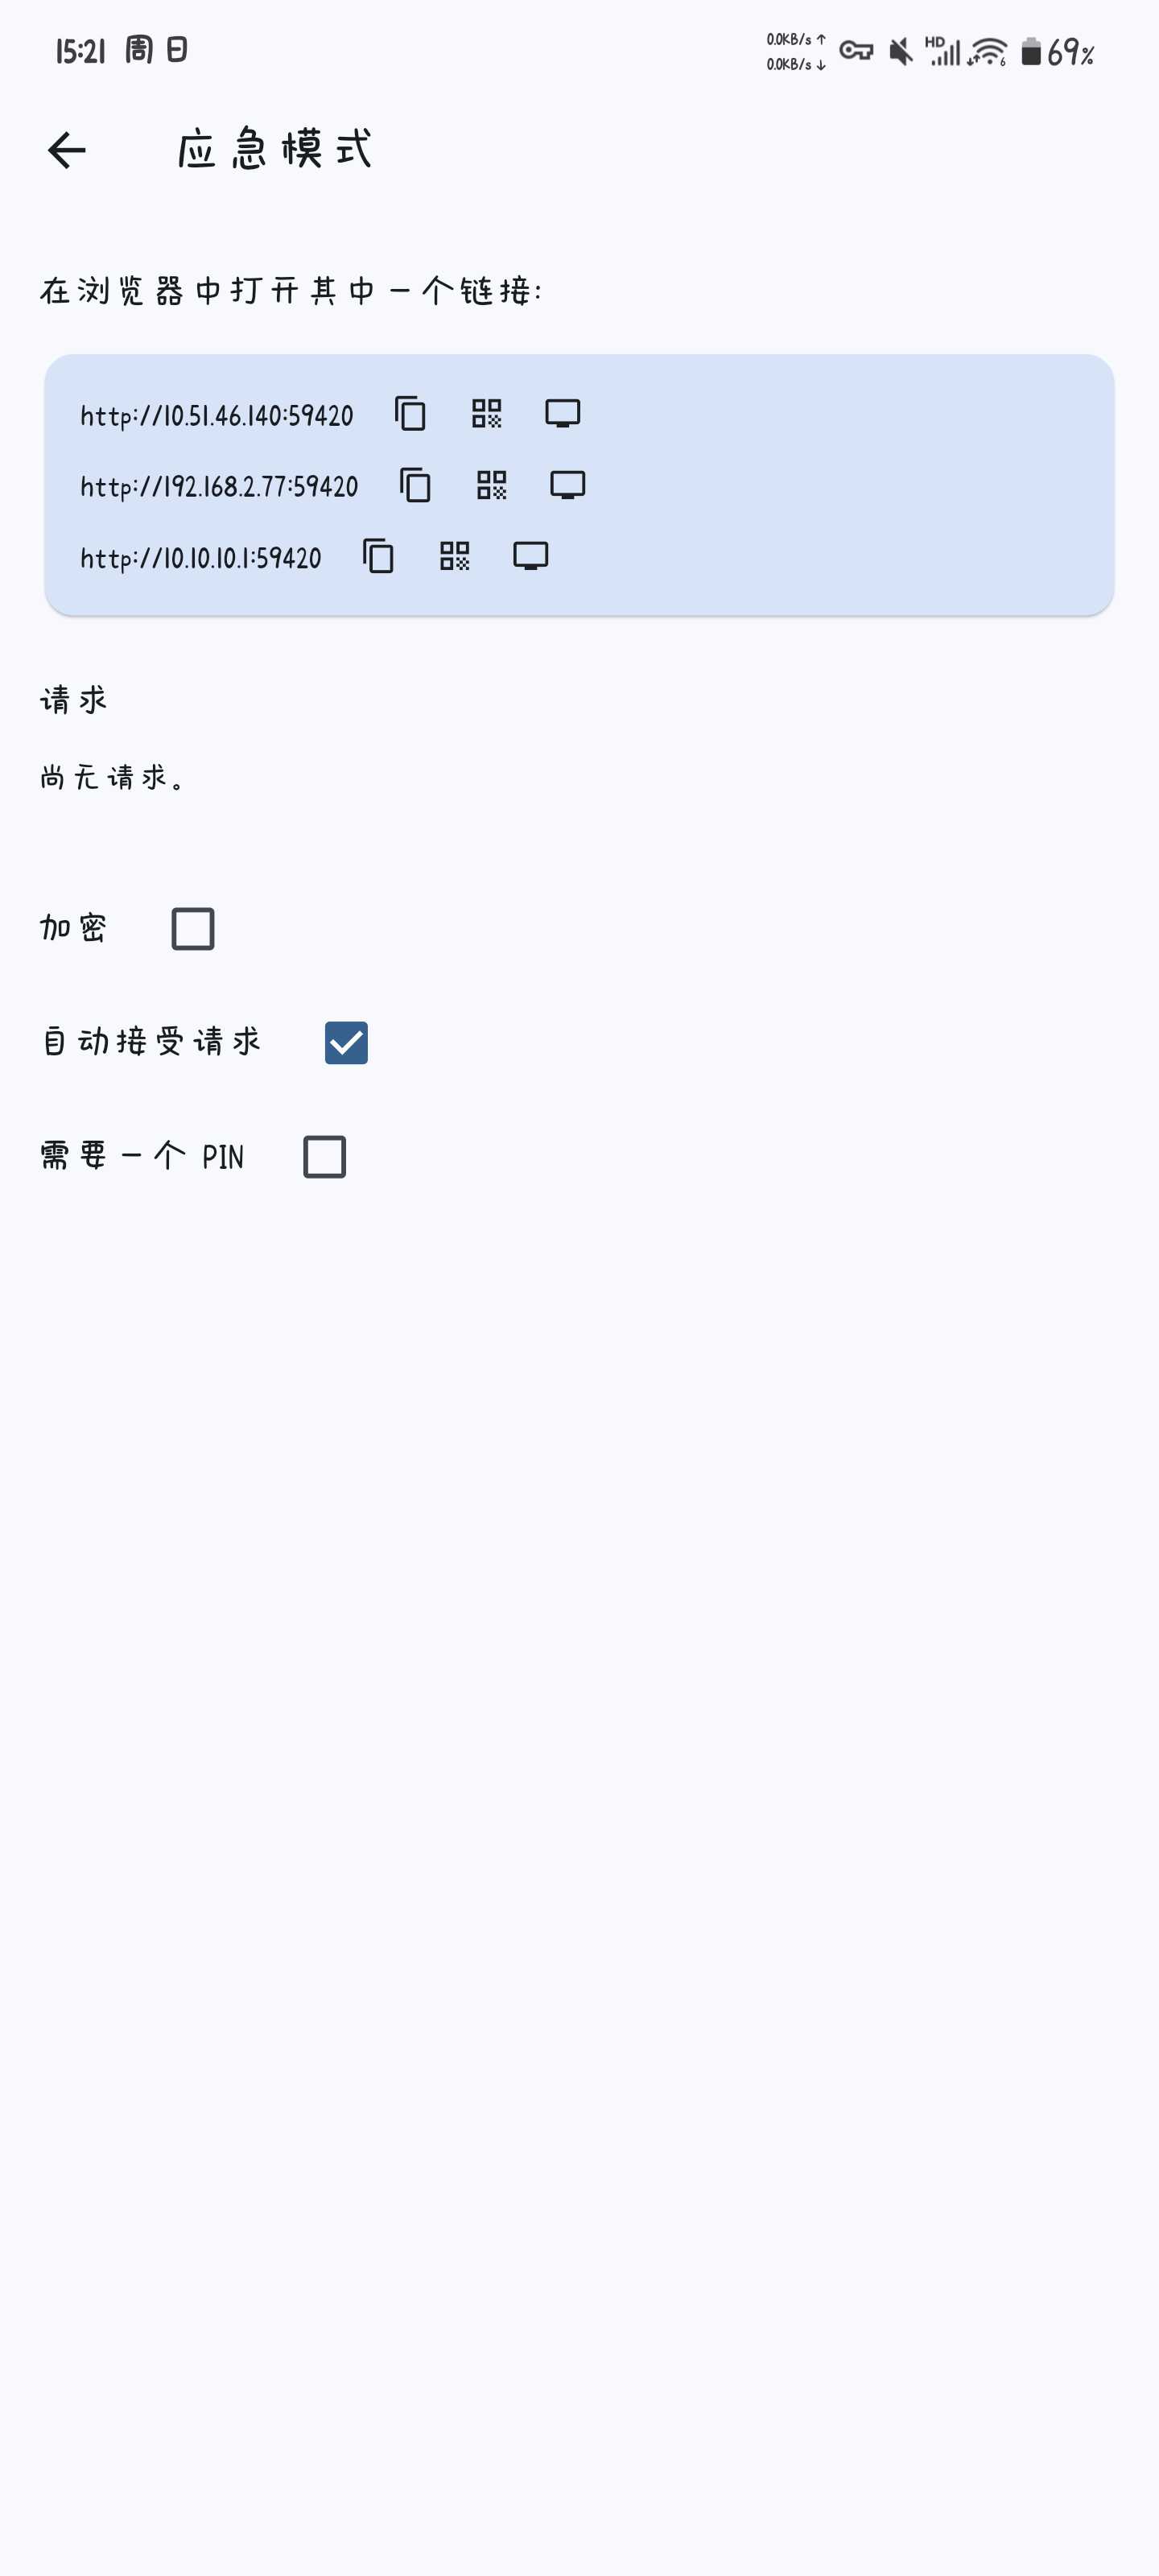 15:21 周日
0.0KB/s ↑
0.0KB/s ↓
HD
6
69%
应急模式
在浏览器中打开其中一个链接:
http://10.51.46.140:59420
http://192.168.2.77:59420
http://10.10.10.1:59420
请求
尚无请求。
加密
自动接受请求
需要一个 PIN